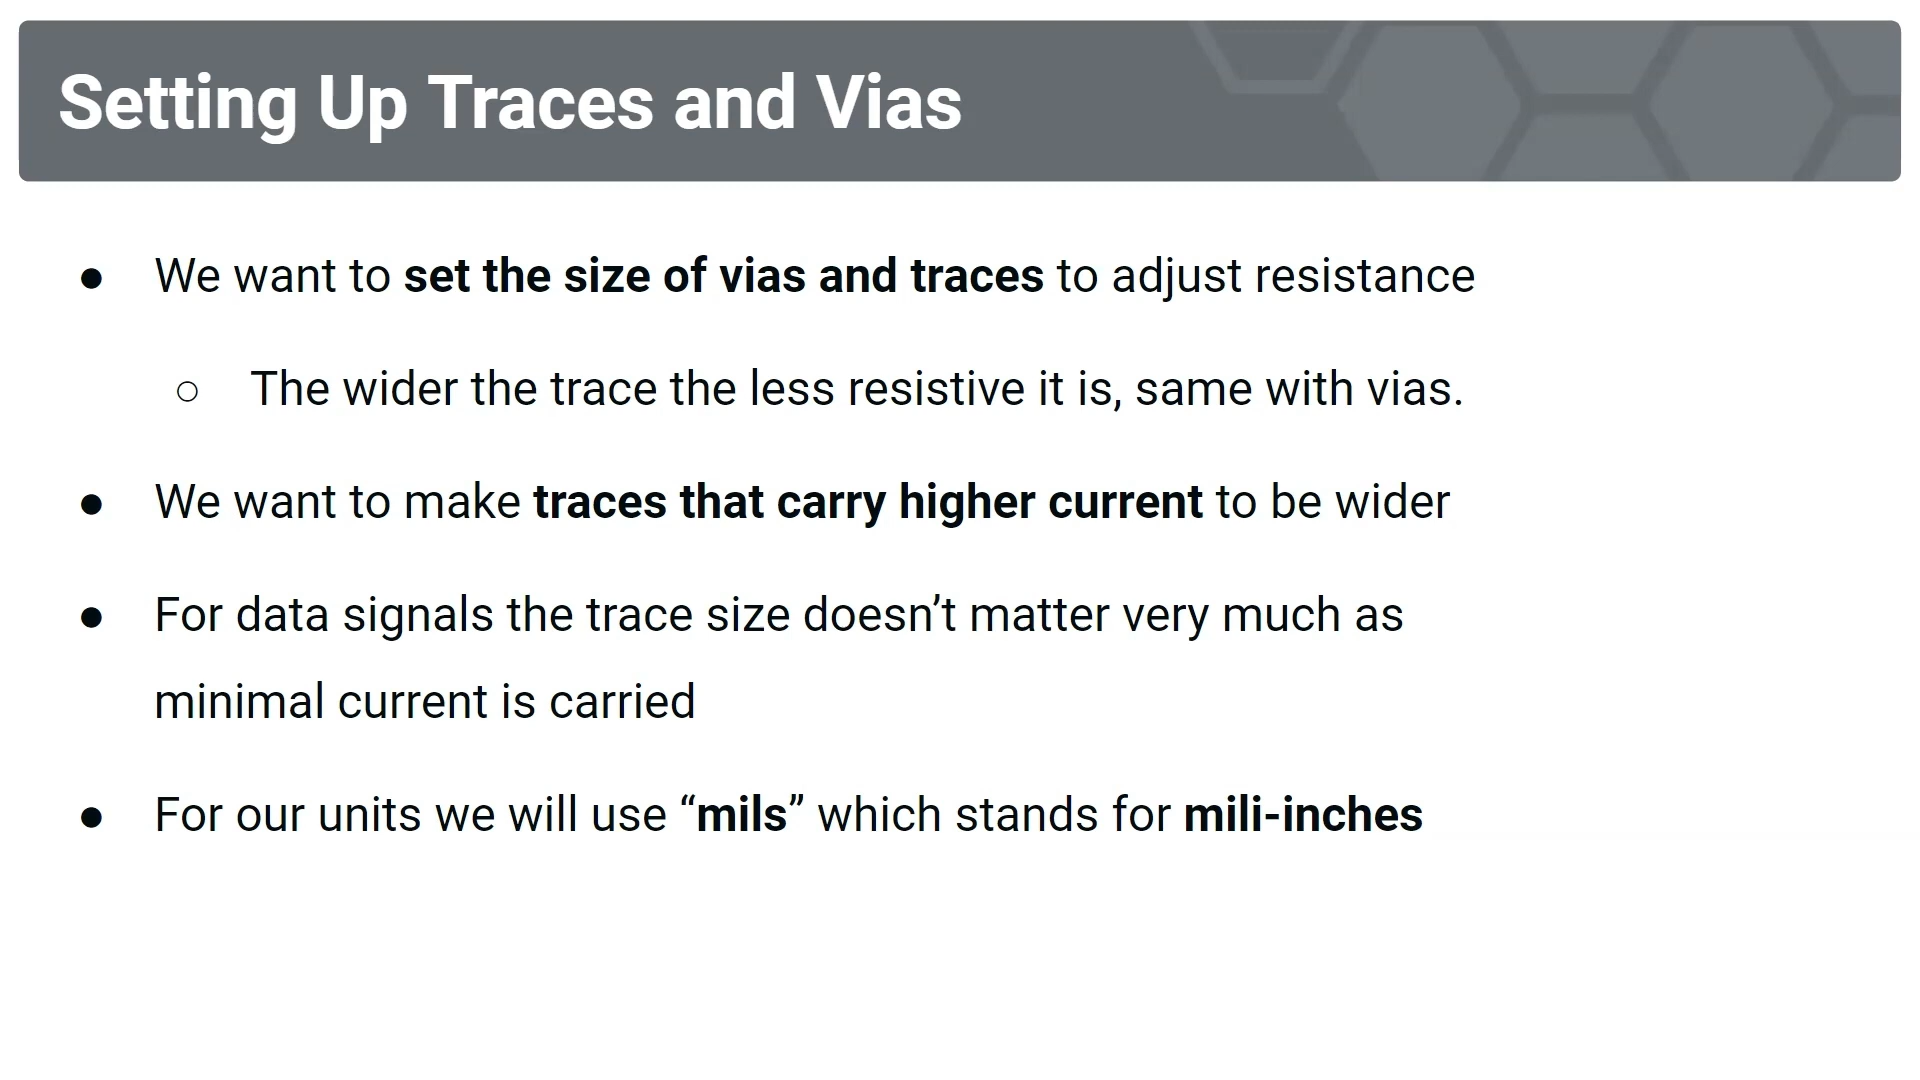 Setting Up Traces and Vias
● We want to set the size of vias and traces to adjust resistance
○ The wider the trace the less resistive it is, same with vias.
● We want to make traces that carry higher current to be wider
● For data signals the trace size doesn’t matter very much as
minimal current is carried
● For our units we will use “mils” which stands for mili-inches